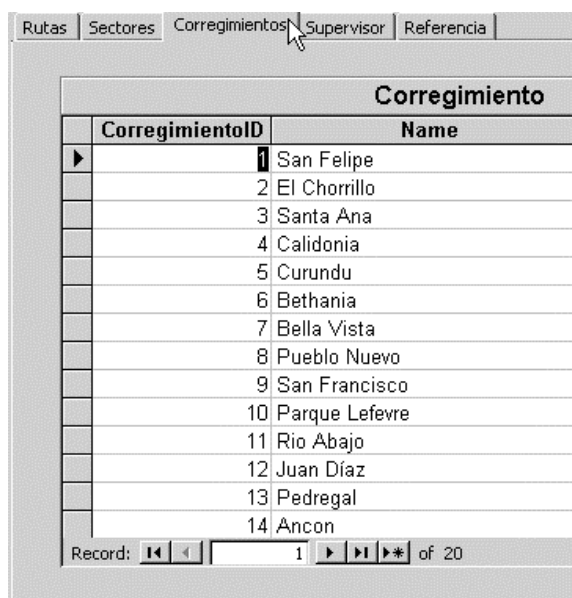 Rutas Sectores Corregimientos Supervisor Referencia
Corregimiento
CorregimientoID Name
1 San Felipe
2 El Chorrillo
3 Santa Ana
4 Calidonia
5 Curundu
6 Bethania
7 Bella Vista
8 Pueblo Nuevo
9 San Francisco
10 Parque Lefevre
11 Rio Abajo
12 Juan Díaz
13 Pedregal
14 Ancon
Record: 1 of 20